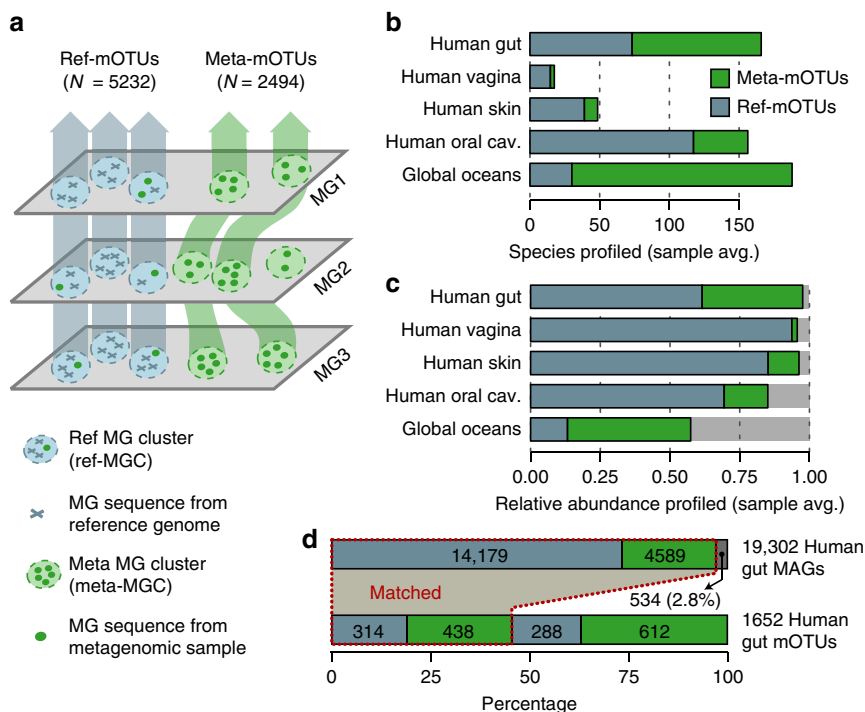 a
Ref-mOTUs
(N = 5232)
Meta-mOTUs
(N = 2494)
MG1
MG2
MG3
Ref MG cluster
(ref-MGC)
MG sequence from
reference genome
Meta MG cluster
(meta-MGC)
MG sequence from
metagenomic sample
b
Human gut
Human vagina
Human skin
Human oral cav.
Global oceans
Meta-mOTUs
Ref-mOTUs
0 50 100 150
Species profiled (sample avg.)
c
Human gut
Human vagina
Human skin
Human oral cav.
Global oceans
0.00 0.25 0.50 0.75 1.00
Relative abundance profiled (sample avg.)
d
14,179 4589
19,302 Human
gut MAGs
Matched
534 (2.8%)
314 438 288 612
1652 Human
gut mOTUs
0 25 50 75 100
Percentage